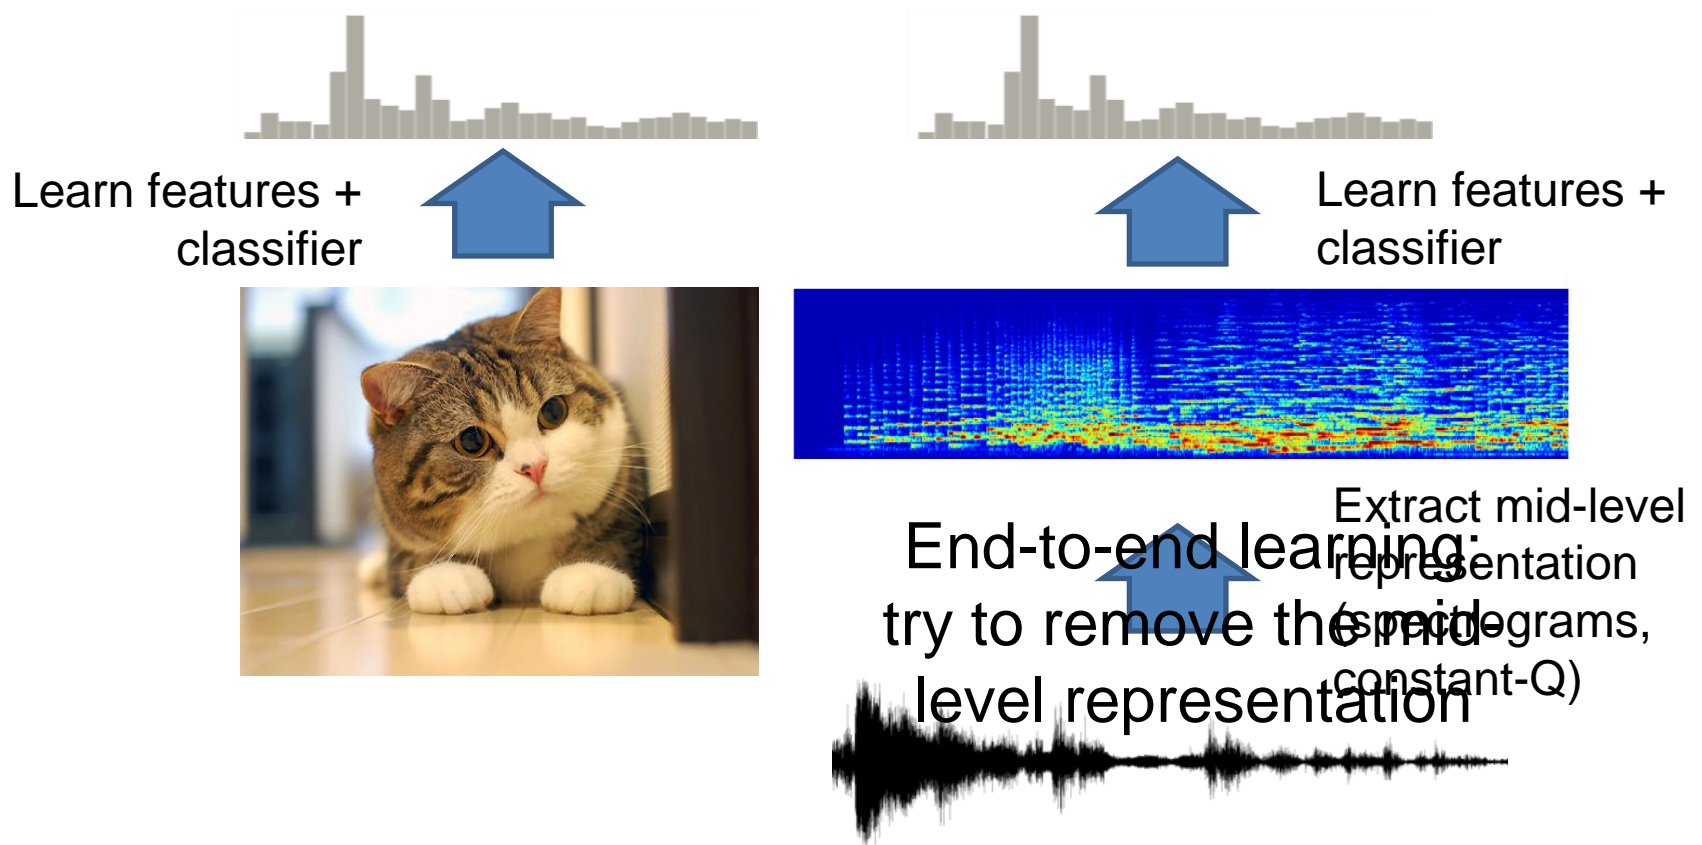 Learn features +
classifier
Learn features +
classifier
Extract mid-level
representation
(spectrograms,
constant-Q)
End-to-end learning:
try to remove the mid-
level representation